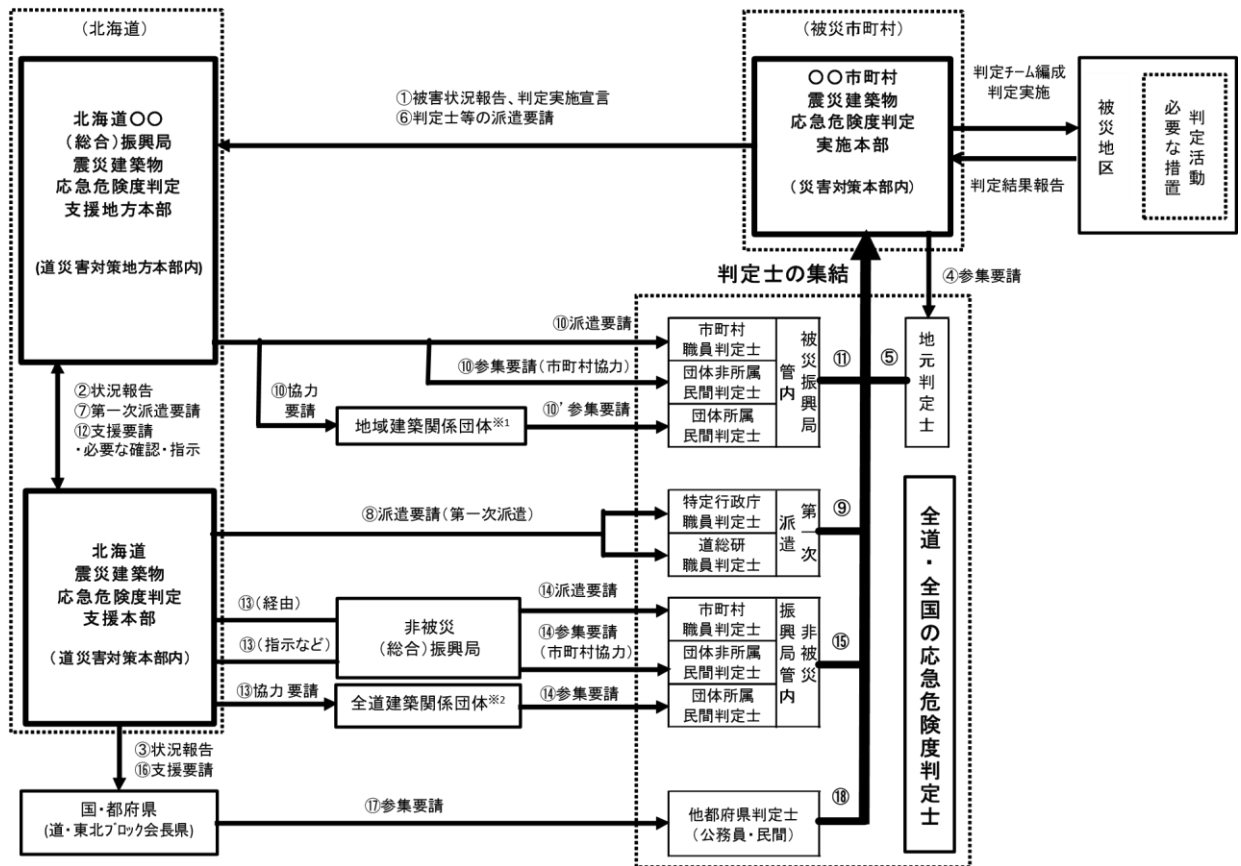 (北海道)
北海道〇〇
(総合)振興局
震災建築物
応急危険度判定
支援地方本部
(道災害対策地方本部内)
①被害状況報告、判定実施宣言
⑥判定士等の派遣要請
(被災市町村)
〇〇市町村
震災建築物
応急危険度判定
実施本部
(災害対策本部内)
判定チーム編成
判定実施
判定結果報告
被災地区
判定活動
必要な措置
判定士の集結
④参集要請
⑩派遣要請
⑩参集要請(市町村協力)
⑩協力
要請
地域建築関係団体※1
⑩’参集要請
市町村
職員判定士
団体非所属
民間判定士
団体所属
民間判定士
被災振興局
管内
⑪
⑤
地元判定士
②状況報告
⑦第一次派遣要請
⑫支援要請
・必要な確認・指示
北海道
震災建築物
応急危険度判定
支援本部
(道災害対策本部内)
⑧派遣要請(第一次派遣)
特定行政庁
職員判定士
道総研
職員判定士
第一次
派遣
⑨
⑬(経由)
⑬(指示など)
非被災
(総合)振興局
⑭派遣要請
⑭参集要請
(市町村協力)
⑬協力 要請
全道建築関係団体※2
⑭参集要請
市町村
職員判定士
団体非所属
民間判定士
団体所属
民間判定士
非被災
振興局管内
⑮
全道・全国の応急危険度判定士
③状況報告
⑯支援要請
国・都府県
(道・東北ブロック会長県)
⑰参集要請
他都府県判定士
(公務員・民間)
⑱